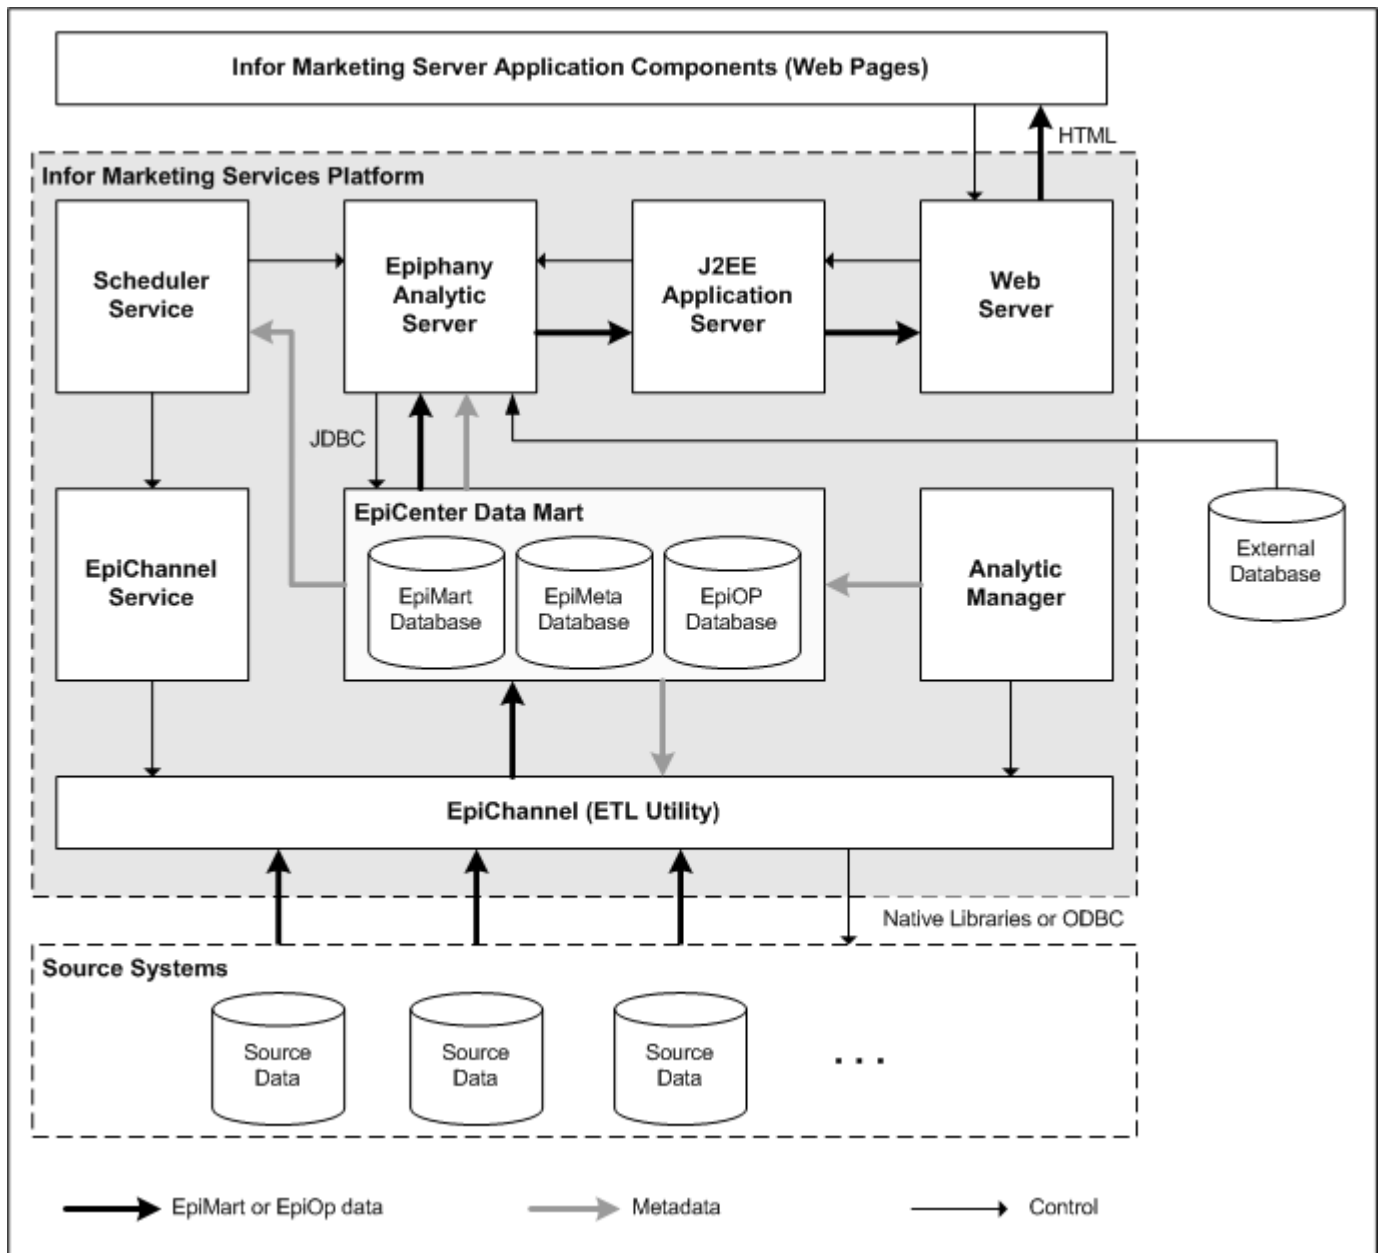 Infor Marketing Server Application Components (Web Pages)
HTML
Infor Marketing Services Platform
Scheduler
Service
Epiphany
Analytic
Server
J2EE
Application
Server
Web
Server
JDBC
EpiChannel
Service
EpiCenter Data Mart
EpiMart
Database
EpiMeta
Database
EpiOP
Database
Analytic
Manager
External
Database
EpiChannel (ETL Utility)
Native Libraries or ODBC
Source Systems
Source
Data
Source
Data
Source
Data
. . .
EpiMart or EpiOp data
Metadata
Control